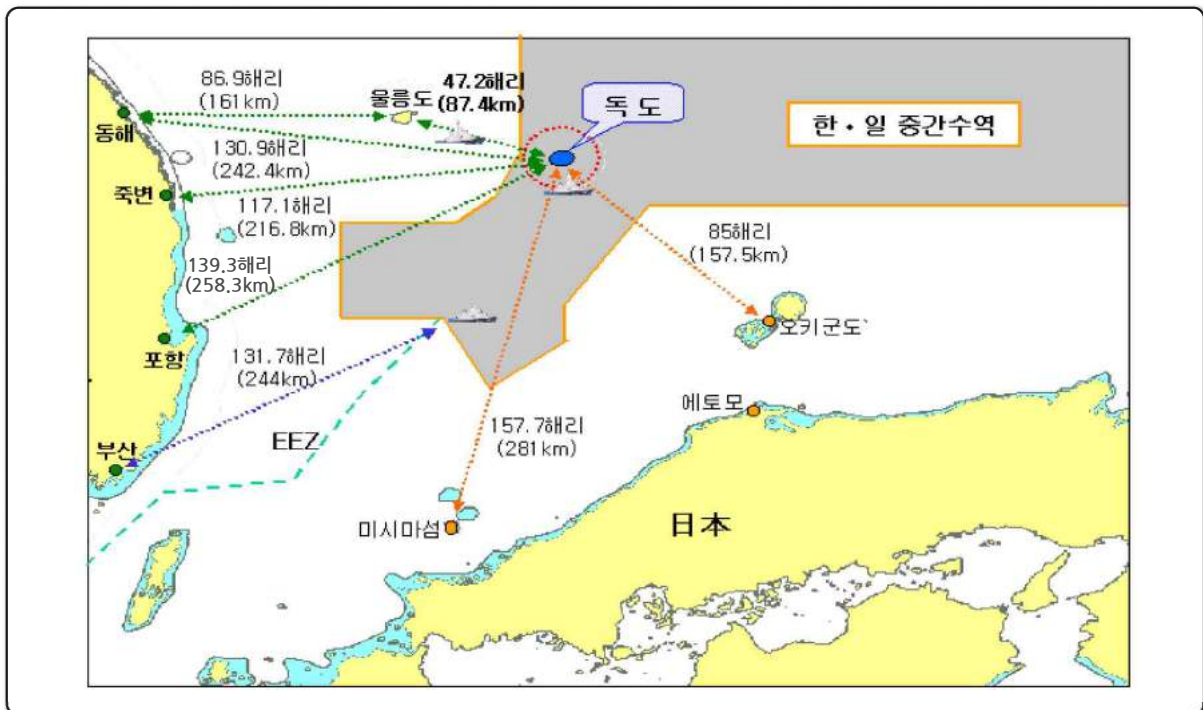 86.9해리
(161km)
울릉도
47.2해리
(87.4km)
독 도
한 · 일 중간수역
동해
130.9해리
(242.4km)
죽변
117.1해리
(216.8km)
85해리
(157.5km)
139.3해리
(258.3km)
오키군도
포항
131.7해리
(244km)
에토모
157.7해리
(281km)
EEZ
부산
미시마섬
日本